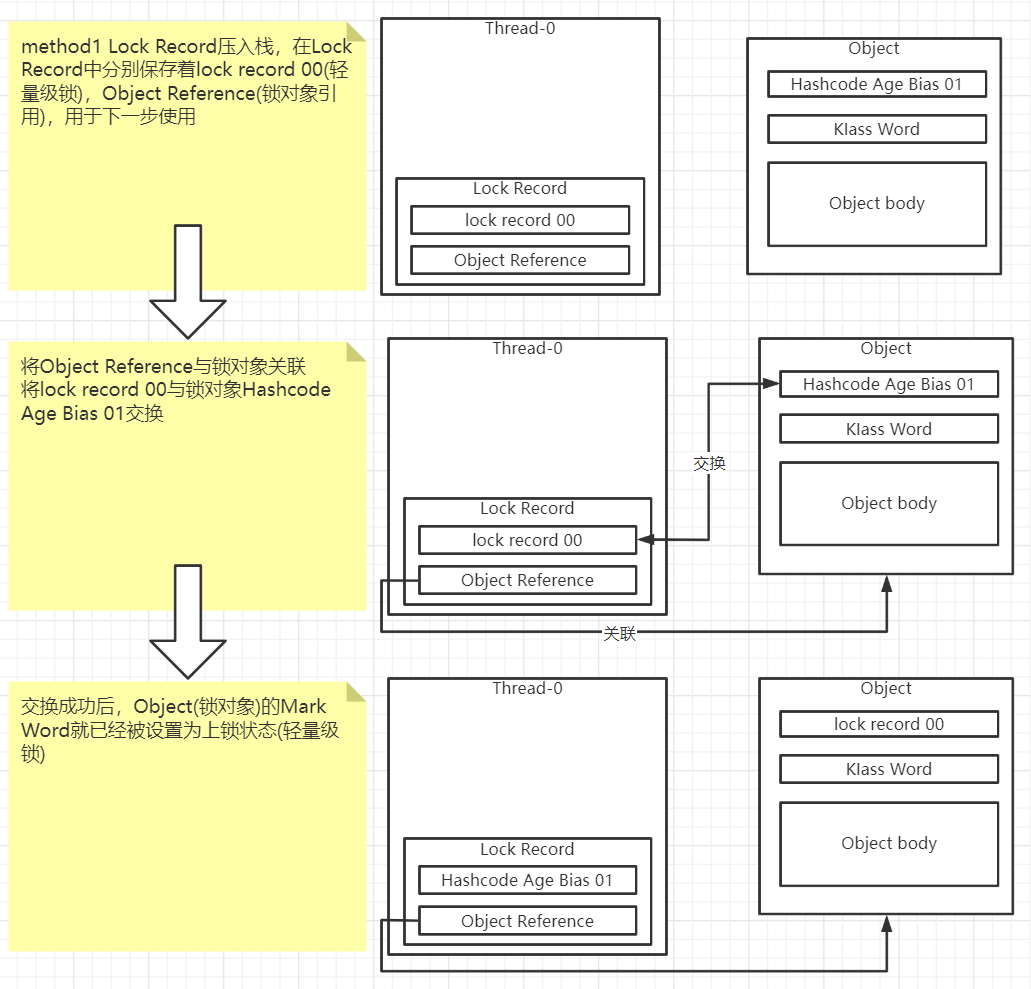 method1 Lock Record压入栈，在Lock
Record中分别保存着lock record 00(轻
量级锁)，Object Reference(锁对象引
用)，用于下一步使用
Thread-0
Lock Record
lock record 00
Object Reference
Object
Hashcode Age Bias 01
Klass Word
Object body
将Object Reference与锁对象关联
将lock record 00与锁对象Hashcode
Age Bias 01交换
Thread-0
Lock Record
lock record 00
Object Reference
交换
关联
Object
Hashcode Age Bias 01
Klass Word
Object body
交换成功后，Object(锁对象)的Mark
Word就已经被设置为上锁状态(轻量级
锁)
Thread-0
Lock Record
Hashcode Age Bias 01
Object Reference
Object
lock record 00
Klass Word
Object body